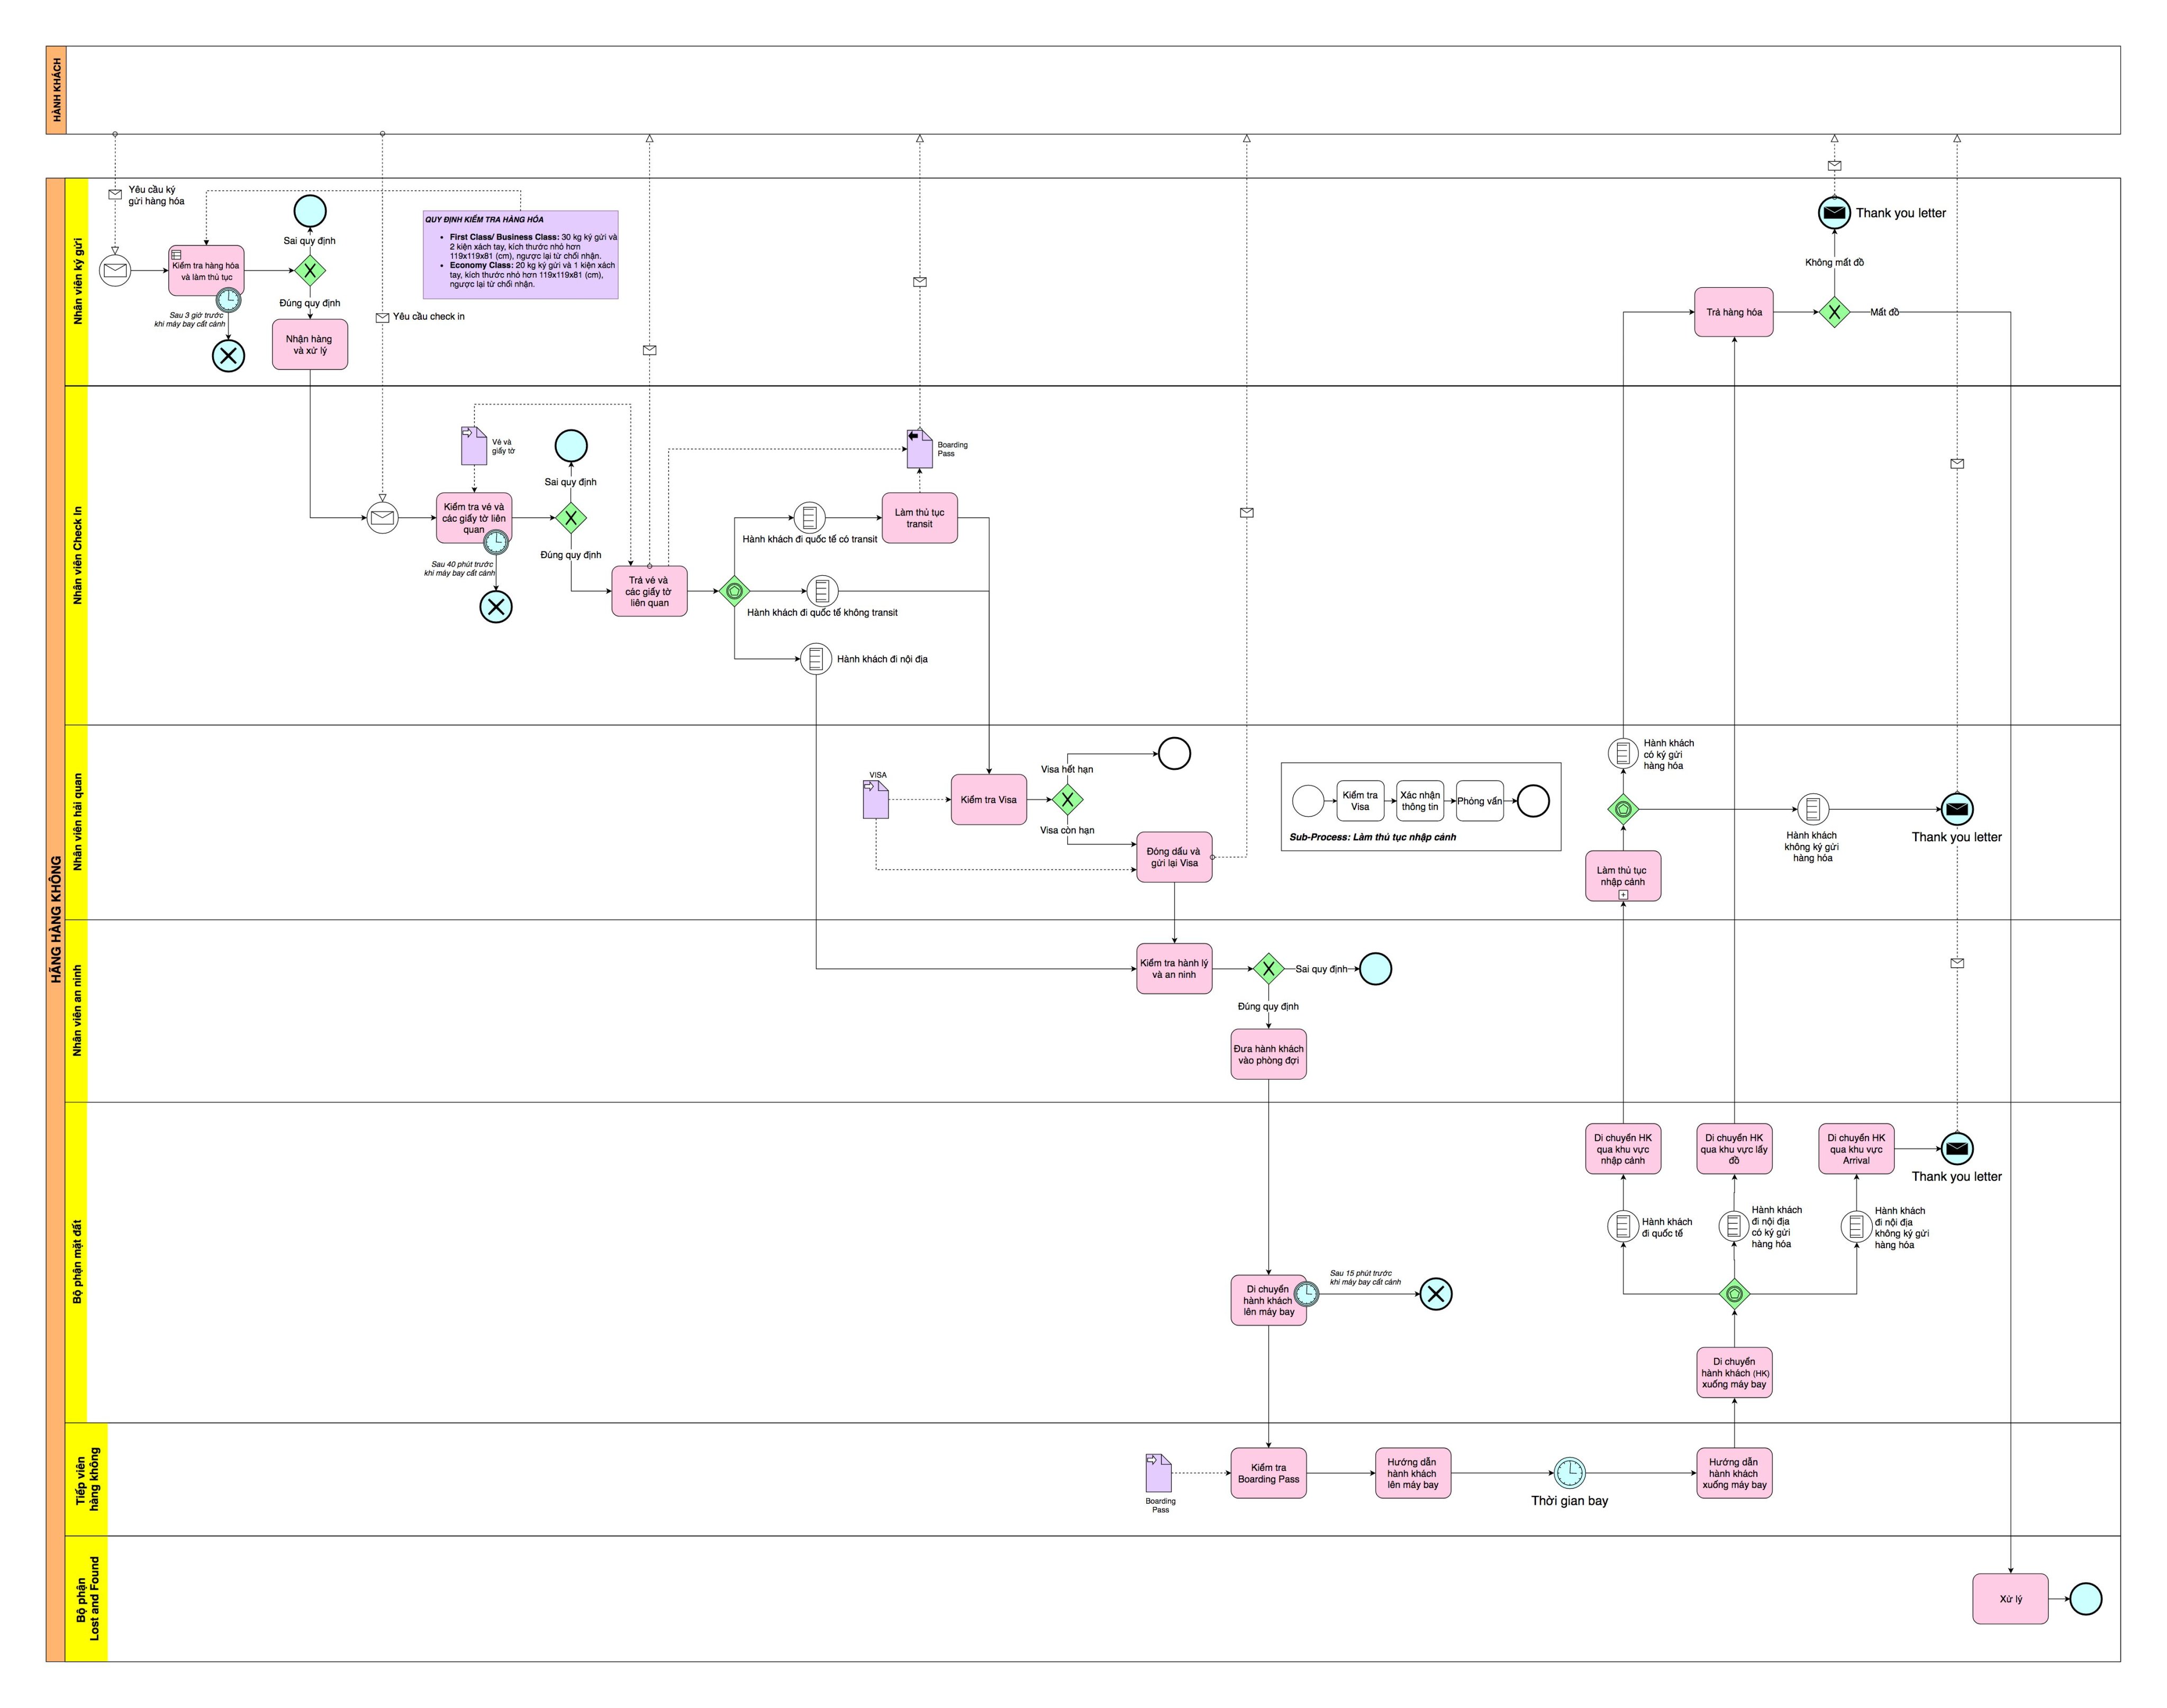 HÀNH KHÁCH
HÃNG HÀNG KHÔNG
Nhân viên ký gửi
Yêu cầu ký
gửi hàng hóa
Kiểm tra hàng hóa
và làm thủ tục
Sau 3 giờ trước
khi máy bay cất cánh
Sai quy định
Đúng quy định
Nhận hàng
và xử lý
QUY ĐỊNH KIỂM TRA HÀNG HÓA
• First Class/ Business Class: 30 kg ký gửi và
2 kiện xách tay, kích thước nhỏ hơn
119x119x81 (cm), ngược lại từ chối nhận.
• Economy Class: 20 kg ký gửi và 1 kiện xách
tay, kích thước nhỏ hơn 119x119x81 (cm),
ngược lại từ chối nhận.
Yêu cầu check in
Trả hàng hóa
Không mất đồ
Mất đồ
Thank you letter
Nhân viên Check In
Vé và
giấy tờ
Kiểm tra vé và
các giấy tờ liên
quan
Sau 40 phút trước
khi máy bay cất cánh
Sai quy định
Đúng quy định
Trả vé và
các giấy tờ
liên quan
Hành khách đi quốc tế có transit
Hành khách đi quốc tế không transit
Hành khách đi nội địa
Làm thủ tục
transit
Boarding
Pass
Nhân viên hải quan
VISA
Kiểm tra Visa
Visa hết hạn
Visa còn hạn
Đóng dấu và
gửi lại Visa
Kiểm tra
Visa
Xác nhận
thông tin
Phỏng vấn
Sub-Process: Làm thủ tục nhập cảnh
Hành khách
có ký gửi
hàng hóa
Làm thủ tục
nhập cảnh
Hành khách
không ký gửi
hàng hóa
Thank you letter
Nhân viên an ninh
Kiểm tra hành lý
và an ninh
Sai quy định
Đúng quy định
Đưa hành khách
vào phòng đợi
Bộ phận mặt đất
Di chuyển
hành khách
lên máy bay
Sau 15 phút trước
khi máy bay cất cánh
Di chuyển HK
qua khu vực
nhập cảnh
Di chuyển HK
qua khu vực lấy
đồ
Di chuyển HK
qua khu vực
Arrival
Thank you letter
Hành khách
đi quốc tế
Hành khách
đi nội địa
có ký gửi
hàng hóa
Hành khách
đi nội địa
không ký gửi
hàng hóa
Di chuyển
hành khách (HK)
xuống máy bay
Tiếp viên
hàng không
Boarding
Pass
Kiểm tra
Boarding Pass
Hướng dẫn
hành khách
lên máy bay
Thời gian bay
Hướng dẫn
hành khách
xuống máy bay
Bộ phận
Lost and Found
Xử lý